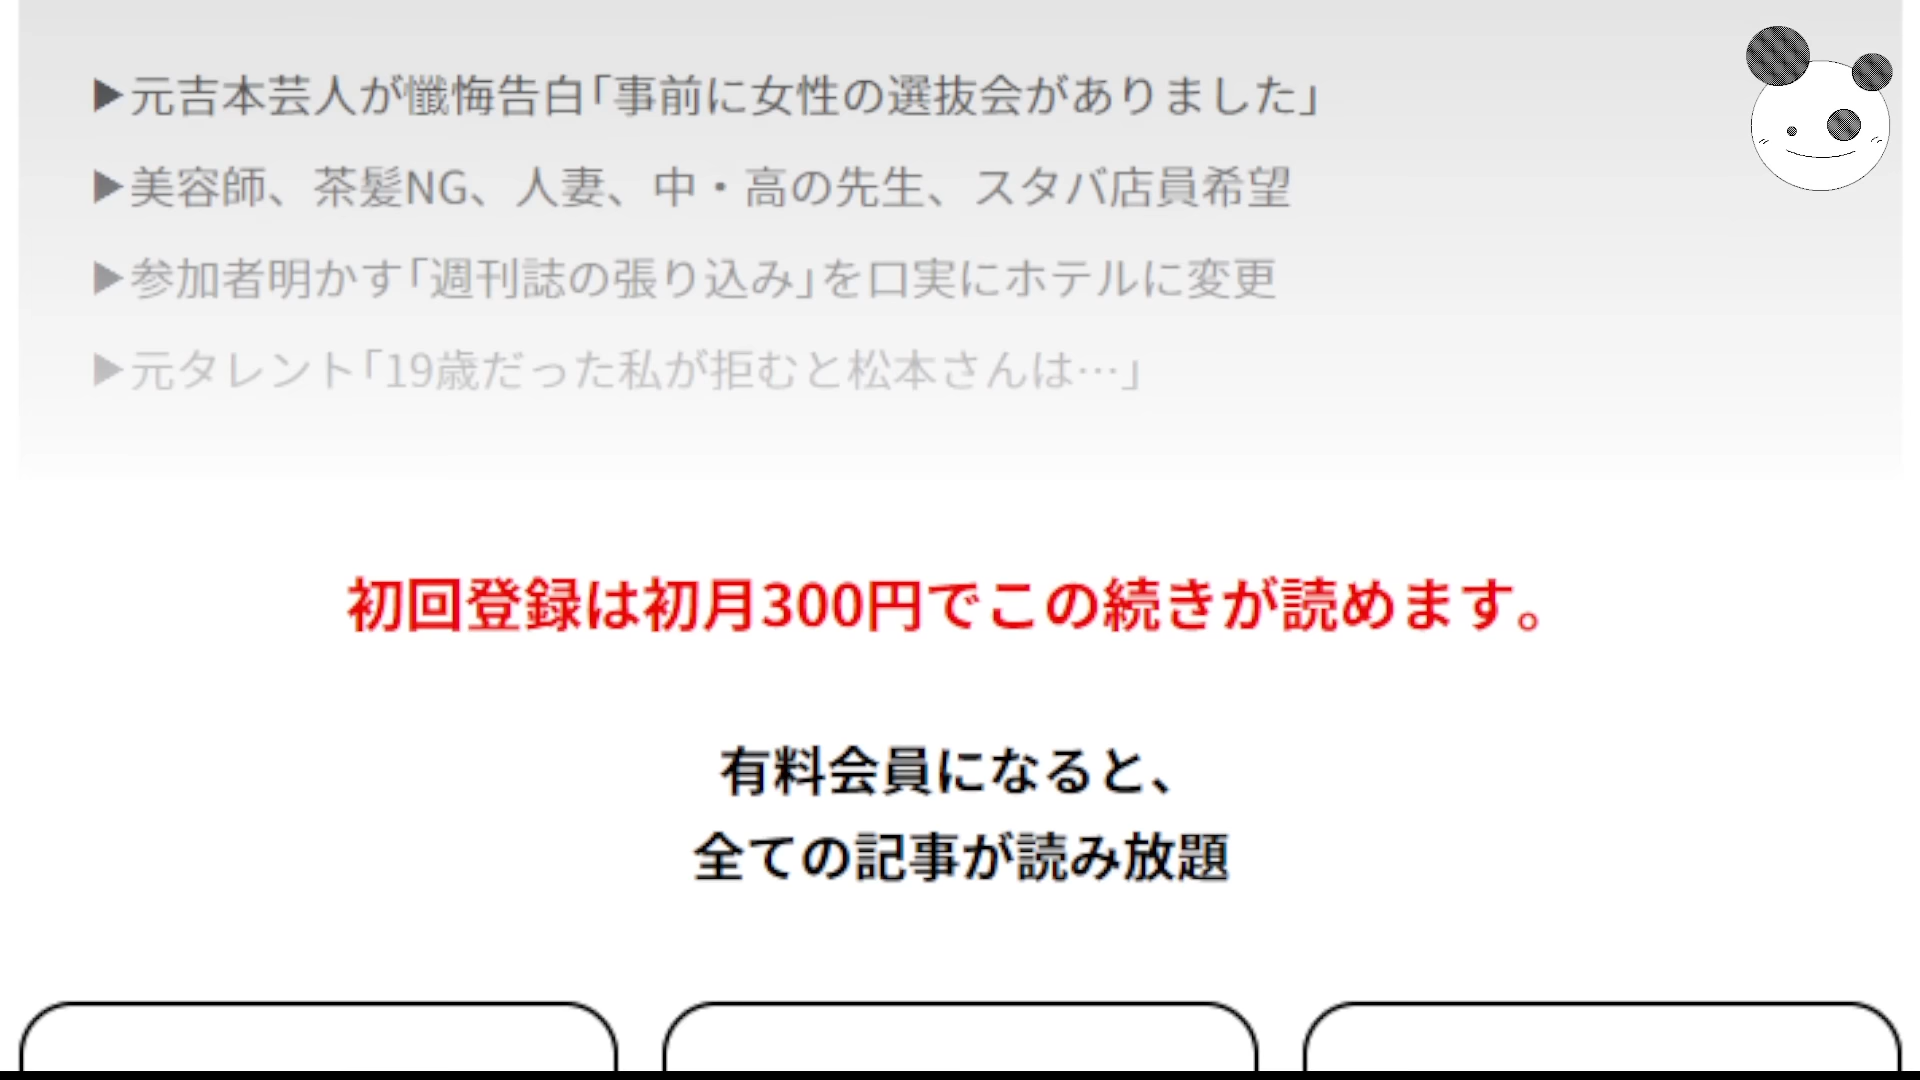 ▶元吉本芸人が懺悔告白「事前に女性の選抜会がありました」
▶美容師、茶髪NG、人妻、中・高の先生、スタバ店員希望
▶参加者明かす「週刊誌の張り込み」を口実にホテルに変更
▶元タレント「19歳だった私が拒むと松本さんは…」
初回登録は初月300円でこの続きが読めます。
有料会員になると、
全ての記事が読み放題